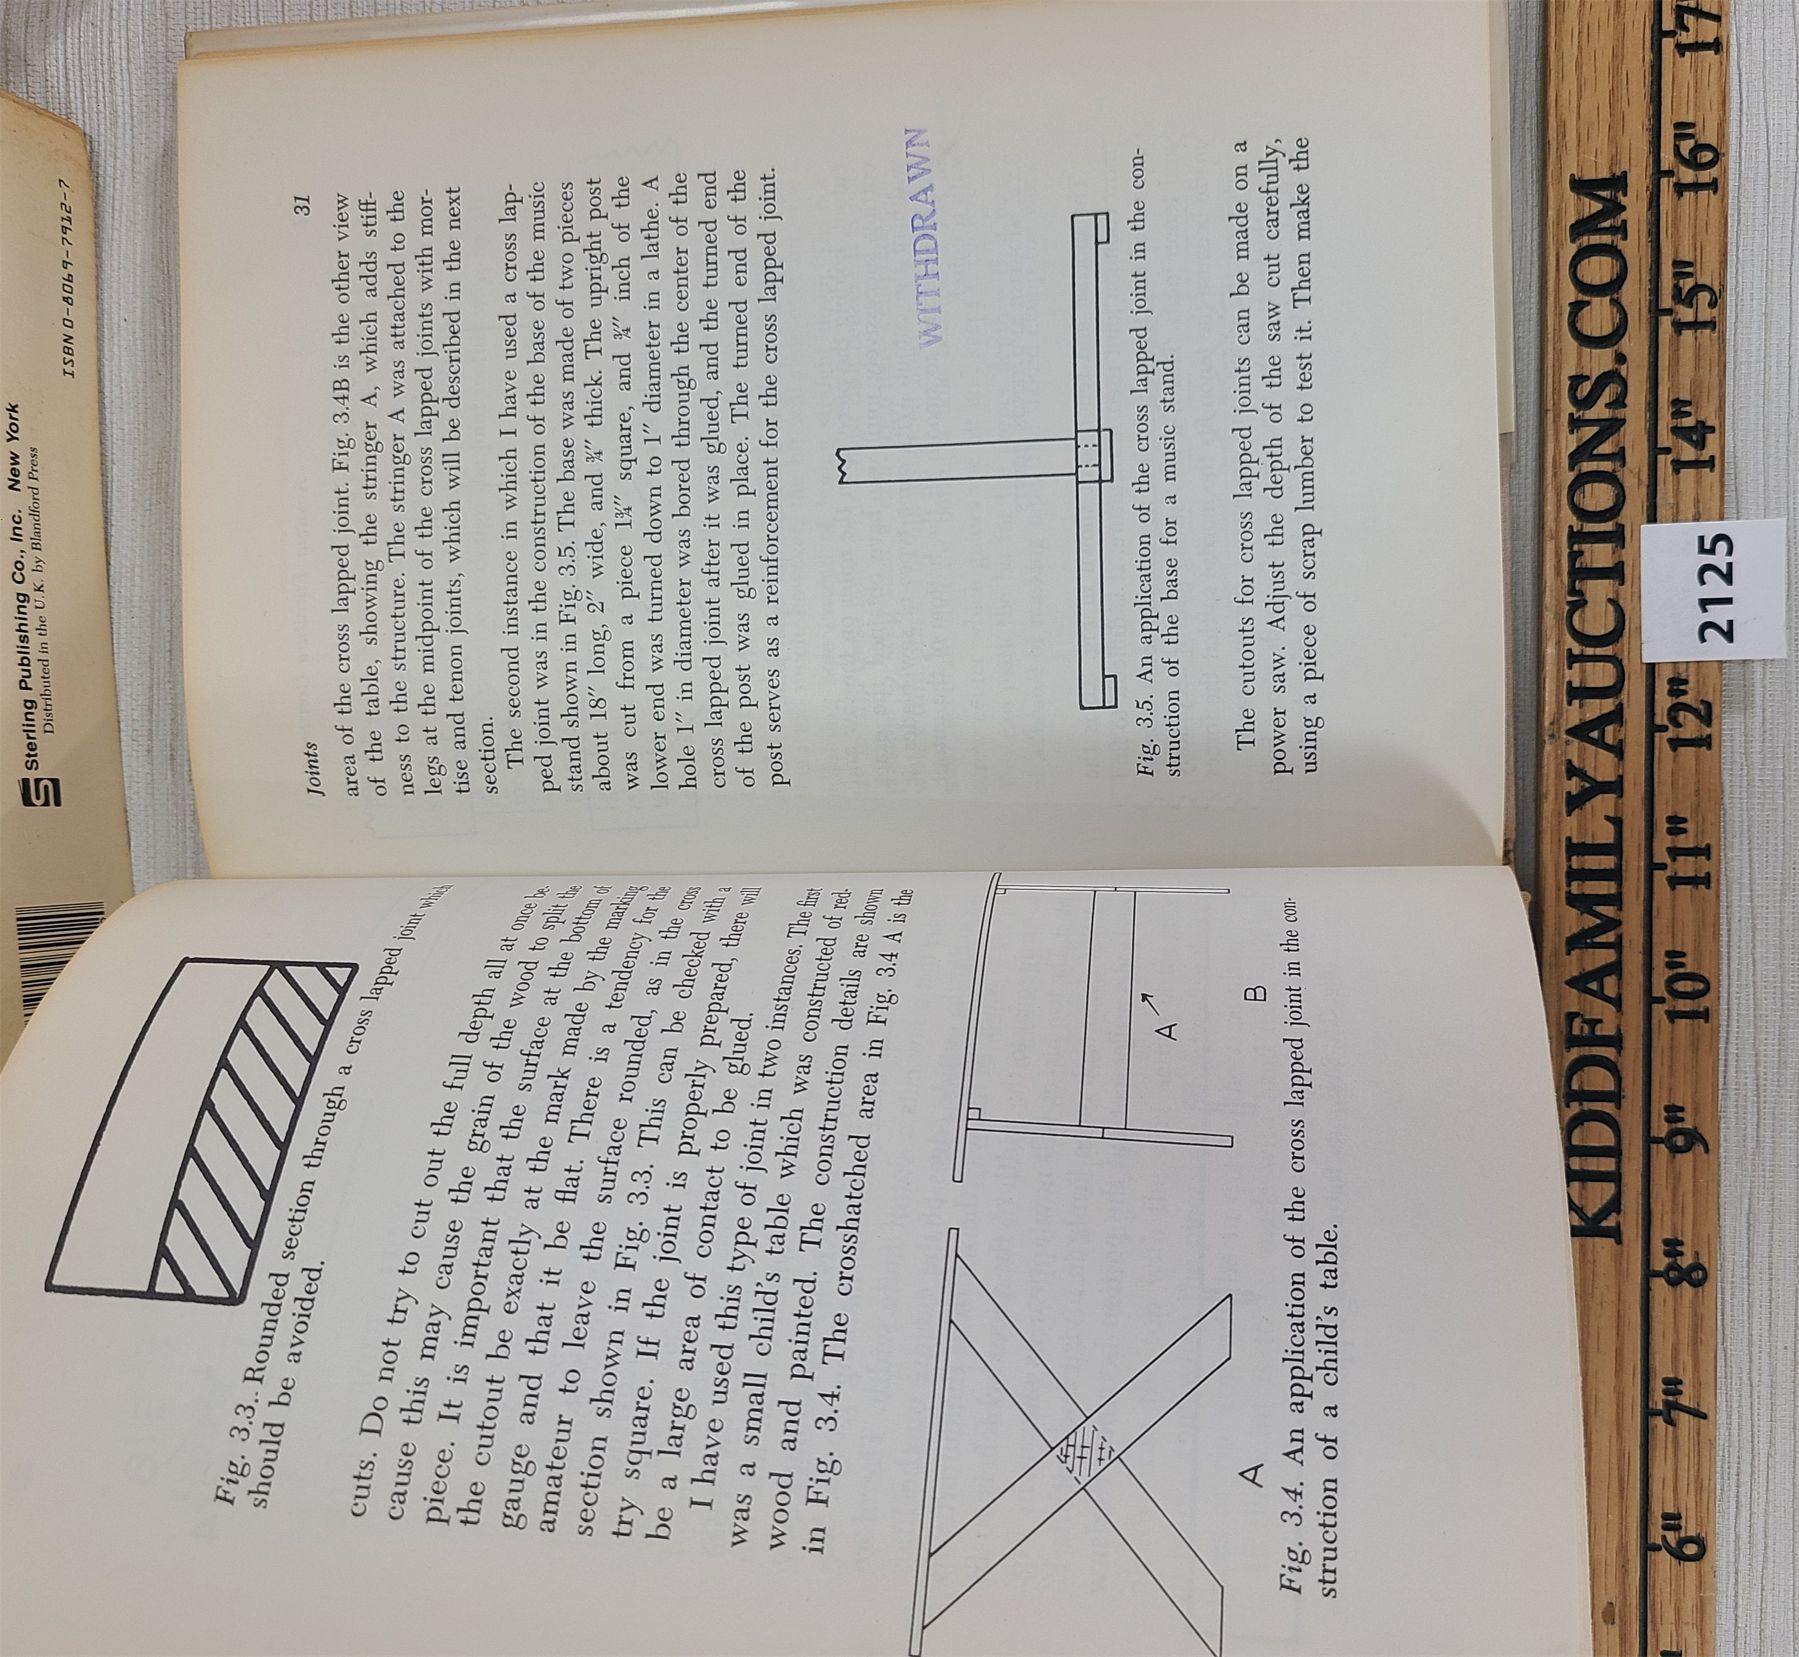 Sterling Publishing Co., Inc. New York
Distributed in the U.K. by Blandford Press
ISBN 0-8069-7912-7
Fig. 3.3. Rounded section through a cross lapped joint which
should be avoided.
cuts. Do not try to cut out the full depth all at once be-
cause this may cause the grain of the wood to split the
piece. It is important that the surface at the bottom of
the cutout be exactly at the mark made by the marking
gauge and that it be flat. There is a tendency for the
amateur to leave the surface rounded, as in the cross
section shown in Fig. 3.3. This can be checked with a
try square. If the joint is properly prepared, there will
be a large area of contact to be glued.
I have used this type of joint in two instances. The first
was a small child's table which was constructed of red-
wood and painted. The construction details are shown
in Fig. 3.4. The crosshatched area in Fig. 3.4 A is the
A
A
B
Fig. 3.4. An application of the cross lapped joint in the con-
struction of a child's table.
Joints 31
area of the cross lapped joint. Fig. 3.4B is the other view
of the table, showing the stringer A, which adds stiff-
ness to the structure. The stringer A was attached to the
legs at the midpoint of the cross lapped joints with mor-
tise and tenon joints, which will be described in the next
section.
The second instance in which I have used a cross lap-
ped joint was in the construction of the base of the music
stand shown in Fig. 3.5. The base was made of two pieces
about 18″ long, 2″ wide, and ¾″ thick. The upright post
was cut from a piece 1¾″ square, and ¾″ inch of the
lower end was turned down to 1″ diameter in a lathe. A
hole 1″ in diameter was bored through the center of the
cross lapped joint after it was glued, and the turned end
of the post was glued in place. The turned end of the
post serves as a reinforcement for the cross lapped joint.
WITHDRAWN
Fig. 3.5. An application of the cross lapped joint in the con-
struction of the base for a music stand.
The cutouts for cross lapped joints can be made on a
power saw. Adjust the depth of the saw cut carefully,
using a piece of scrap lumber to test it. Then make the
KIDDFAMILYAUCTIONS.COM
6" 7" 8" 9" 10" 11" 12" 14" 15" 16" 17"
2125